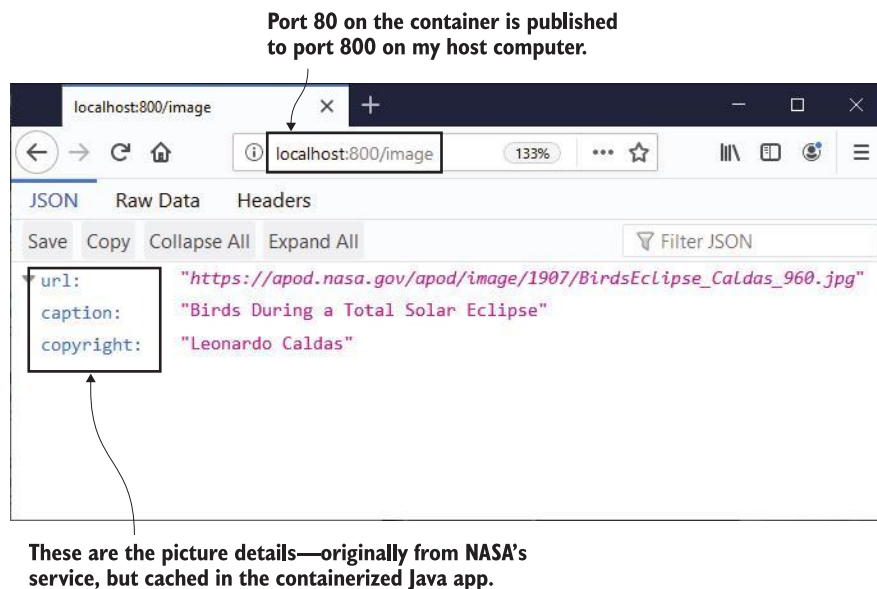 Port 80 on the container is published
to port 800 on my host computer.
localhost:800/image
localhost:800/image 133%
JSON Raw Data Headers
Save Copy Collapse All Expand All Filter JSON
url: "https://apod.nasa.gov/apod/image/1907/BirdsEclipse_Caldas_960.jpg"
caption: "Birds During a Total Solar Eclipse"
copyright: "Leonardo Caldas"
These are the picture details—originally from NASA's
service, but cached in the containerized Java app.